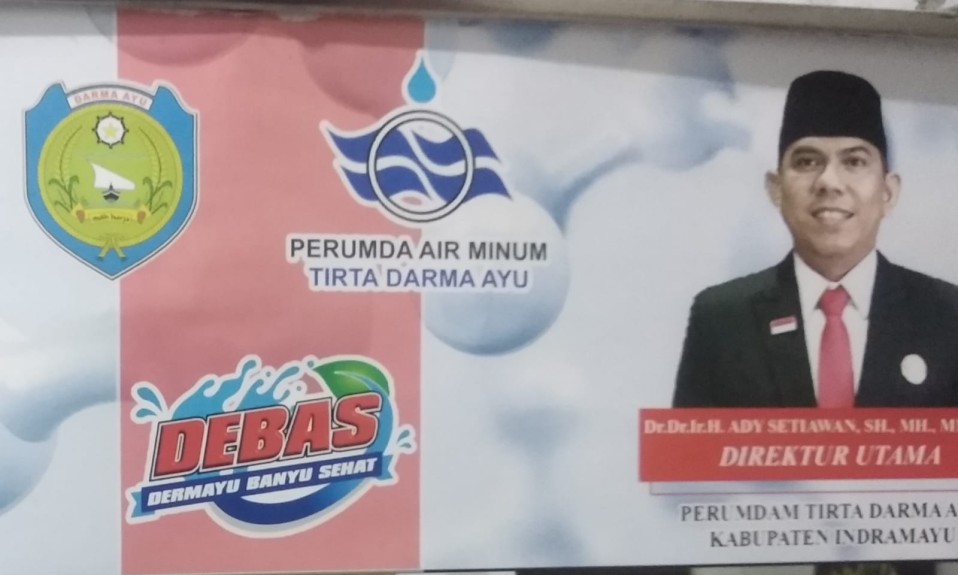 DARMA AYU
PERUMDA AIR MINUM
TIRTA DARMA AYU
DEBAS
DERMAYU BANYU SEHAT
Dr.Dr.Ir.H. ADY SETIAWAN, SH., MH.,
DIREKTUR UTAMA
PERUMDAM TIRTA DARMA
KABUPATEN INDRAMAYU